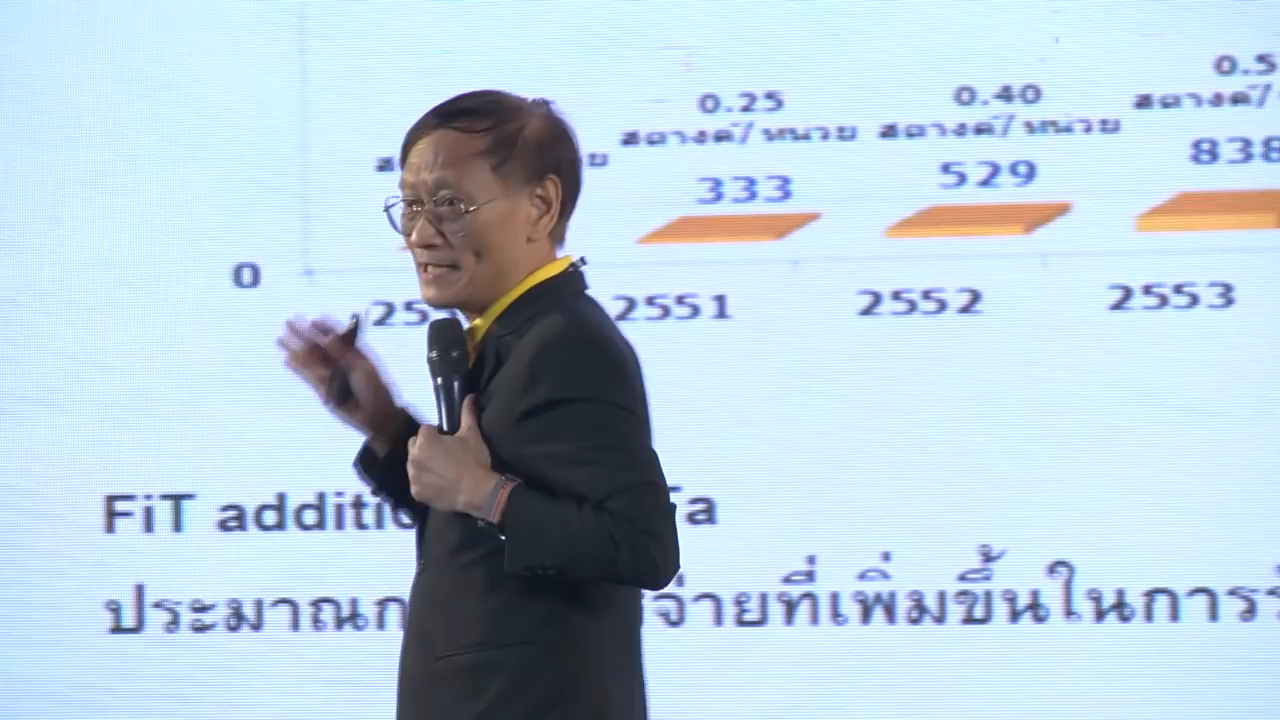 0.25 0.40
สตางค์/หน่วย สตางค์/หน่วย
333 529 838
0
2551 2552 2553
FiT
ประมาณ จ่ายที่เพิ่มขึ้นในการ